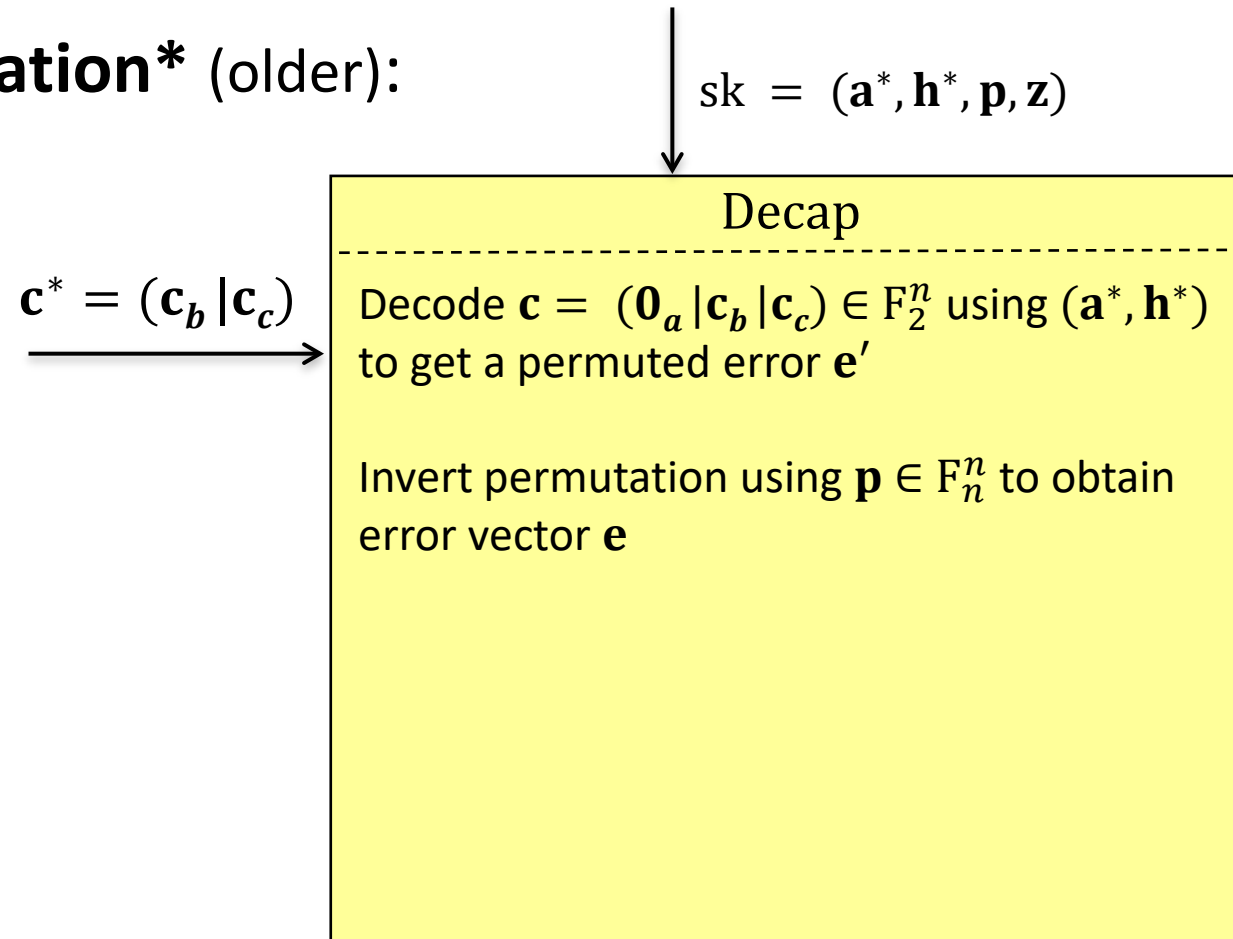 ation* (older):
sk = (a*, h*, p, z)
Decap
c* = (c_b|c_c)
Decode c = (0_a|c_b|c_c) ∈ F_2^n using (a*, h*)
to get a permuted error e′
Invert permutation using p ∈ F_n^n to obtain
error vector e